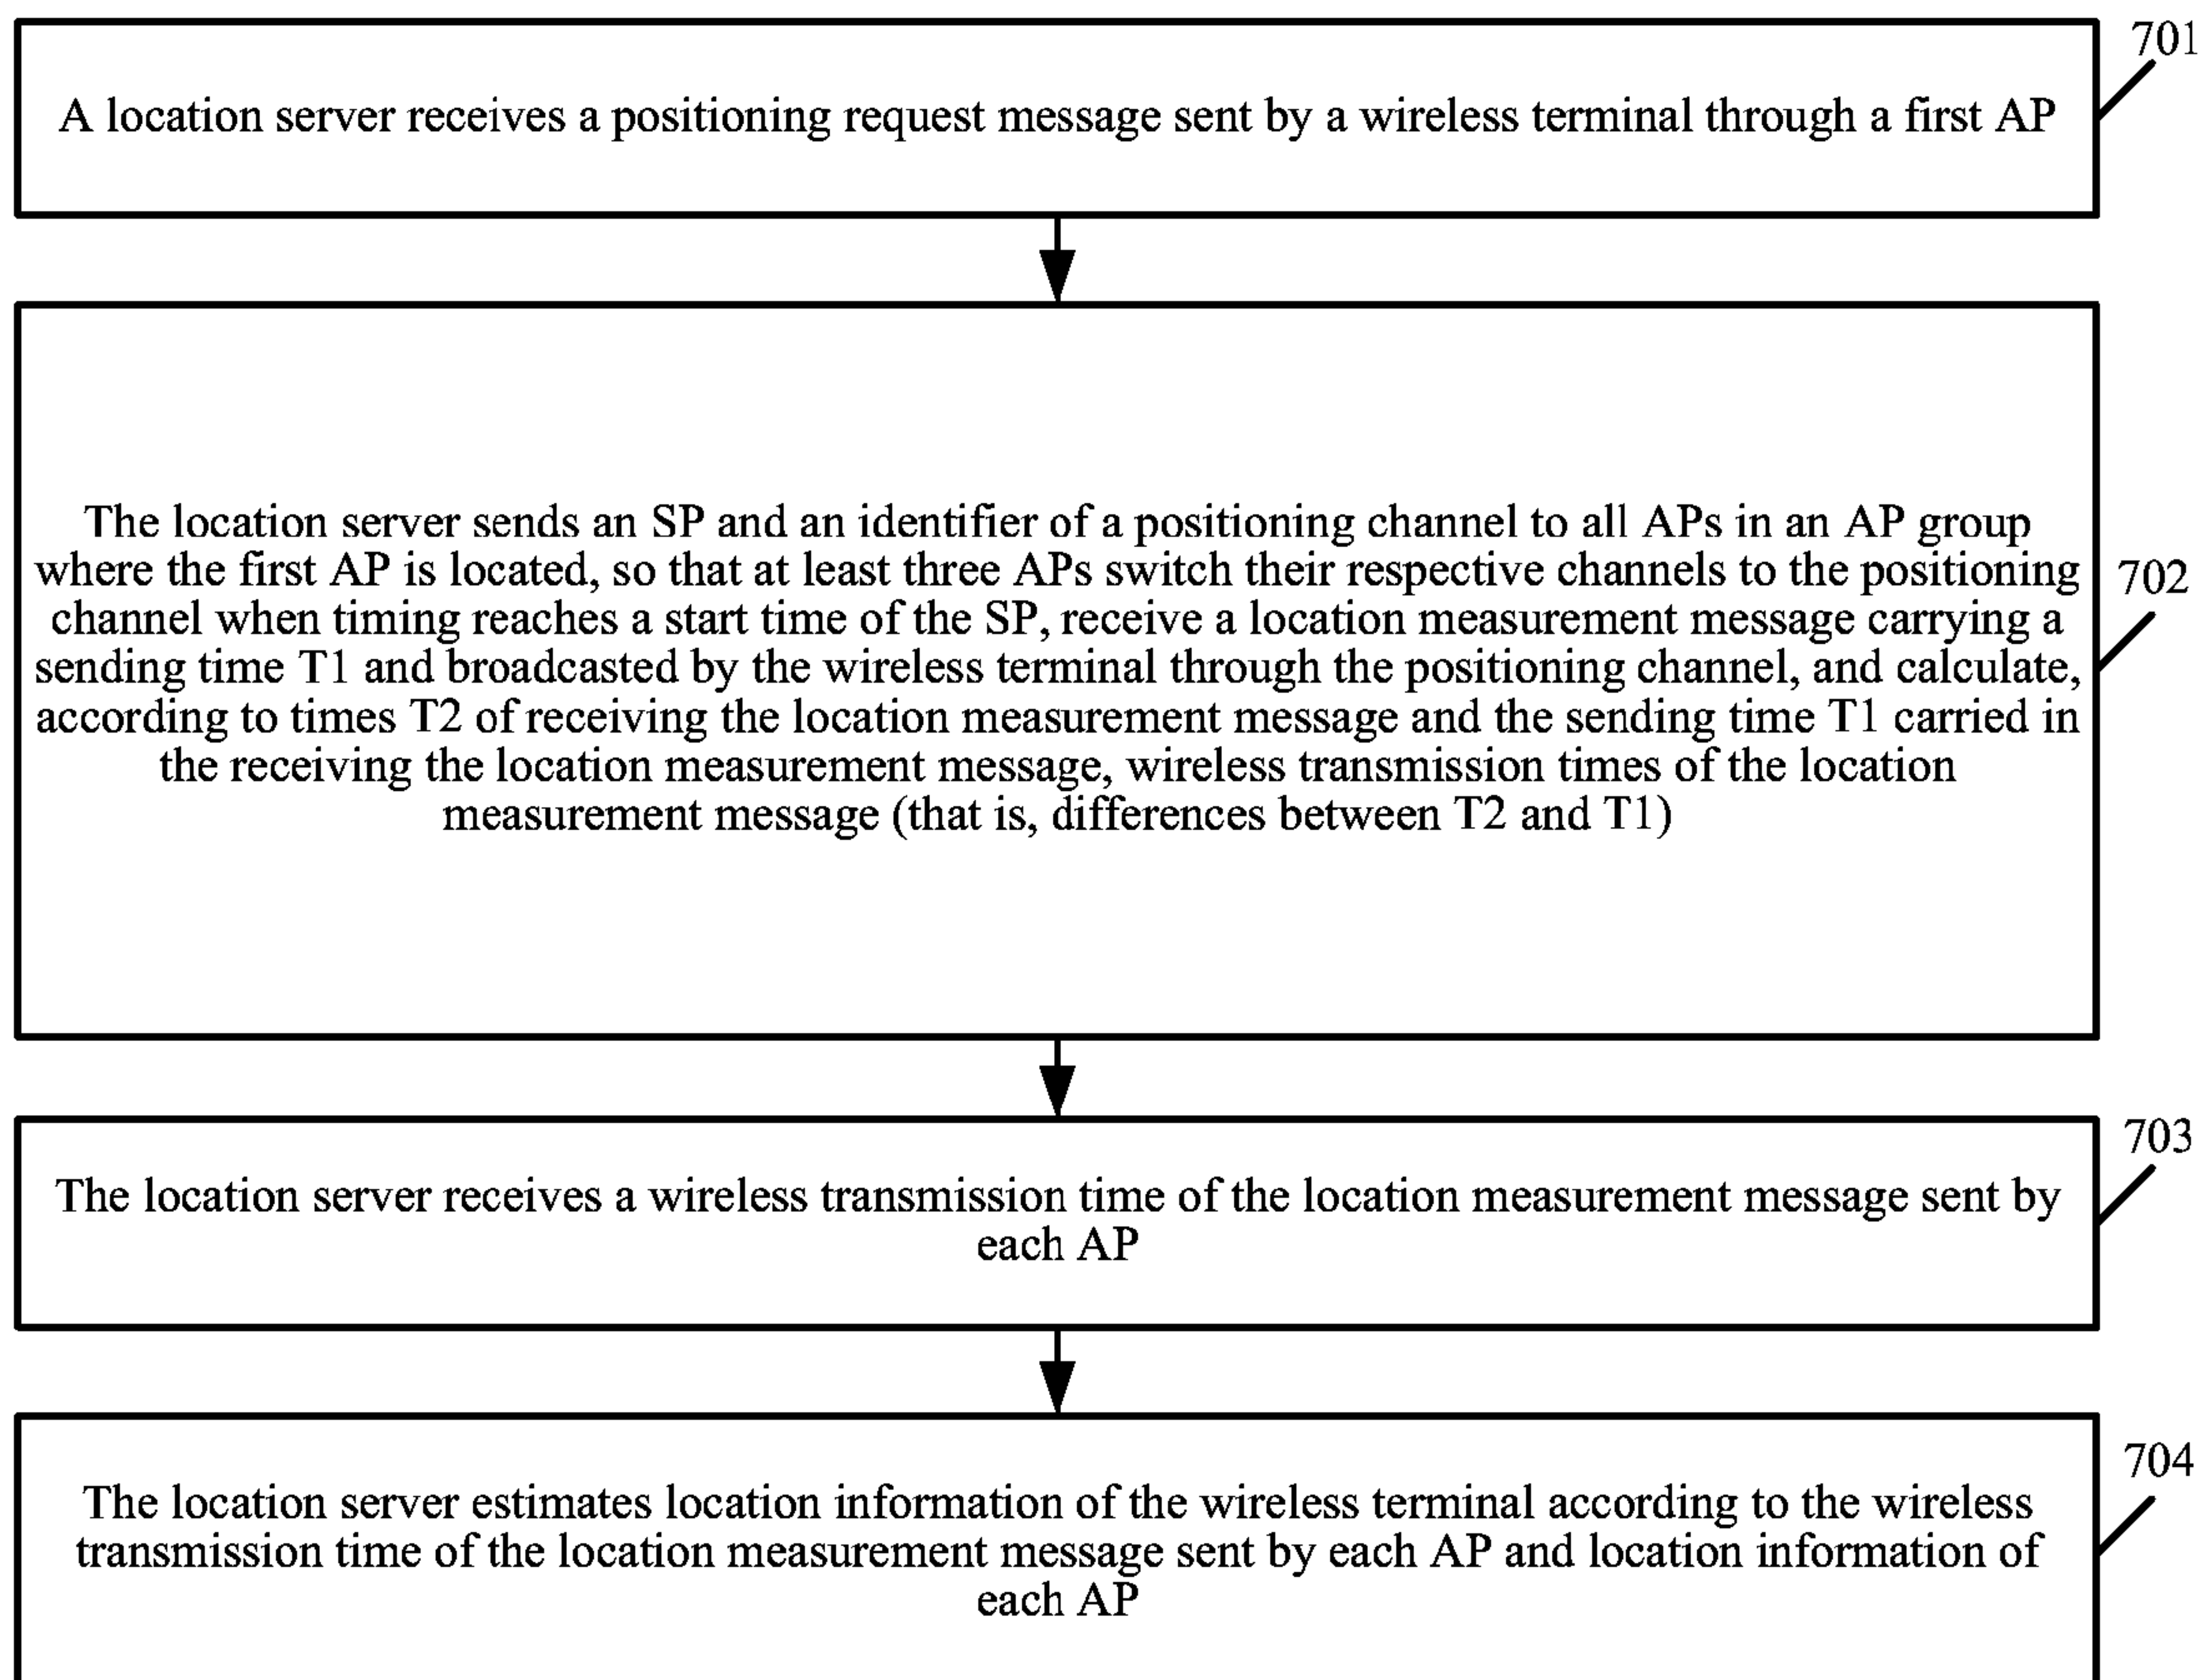 701
A location server receives a positioning request message sent by a wireless terminal through a first AP
The location server sends an SP and an identifier of a positioning channel to all APs in an AP group
where the first AP is located, so that at least three APs switch their respective channels to the positioning
702
channel when timing reaches a start time of the SP, receive a location measurement message carrying a
sending time T1 and broadcasted by the wireless terminal through the positioning channel, and calculate,
according to times T2 of receiving the location measurement message and the sending time T1 carried in
the receiving the location measurement message, wireless transmission times of the location
measurement message (that is, differences between T2 and T1)
703
The location server receives a wireless transmission time of the location measurement message sent by
each AP
704
The location server estimates location information of the wireless terminal according to the wireless
transmission time of the location measurement message sent by each AP and location information of
each AP